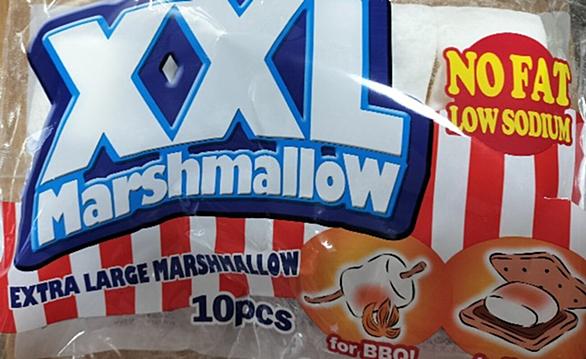 XXL
Marshmallow
NO FAT
LOW SODIUM
EXTRA LARGE MARSHMALLOW
10pcs
for BBQ!